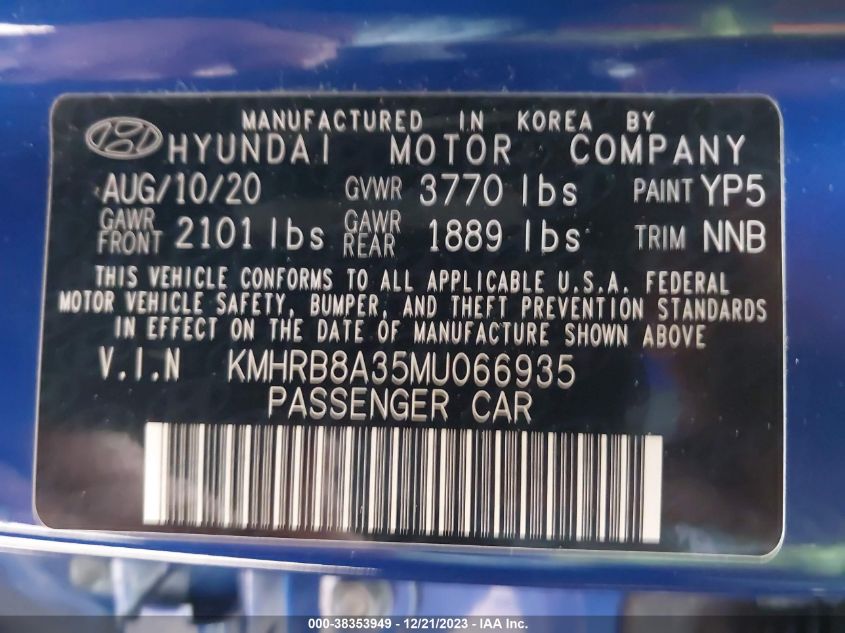 MANUFACTURED IN KOREA BY
HYUNDAI MOTOR COMPANY
AUG/10/20 GVWR 3770 lbs PAINT YP5
GAWR FRONT 2101 lbs GAWR REAR 1889 lbs TRIM NNB
THIS VEHICLE CONFORMS TO ALL APPLICABLE U.S.A. FEDERAL
MOTOR VEHICLE SAFETY, BUMPER, AND THEFT PREVENTION STANDARDS
IN EFFECT ON THE DATE OF MANUFACTURE SHOWN ABOVE
V.I.N KMHRB8A35MU066935
PASSENGER CAR
000-38353949 - 12/21/2023 - IAA Inc.